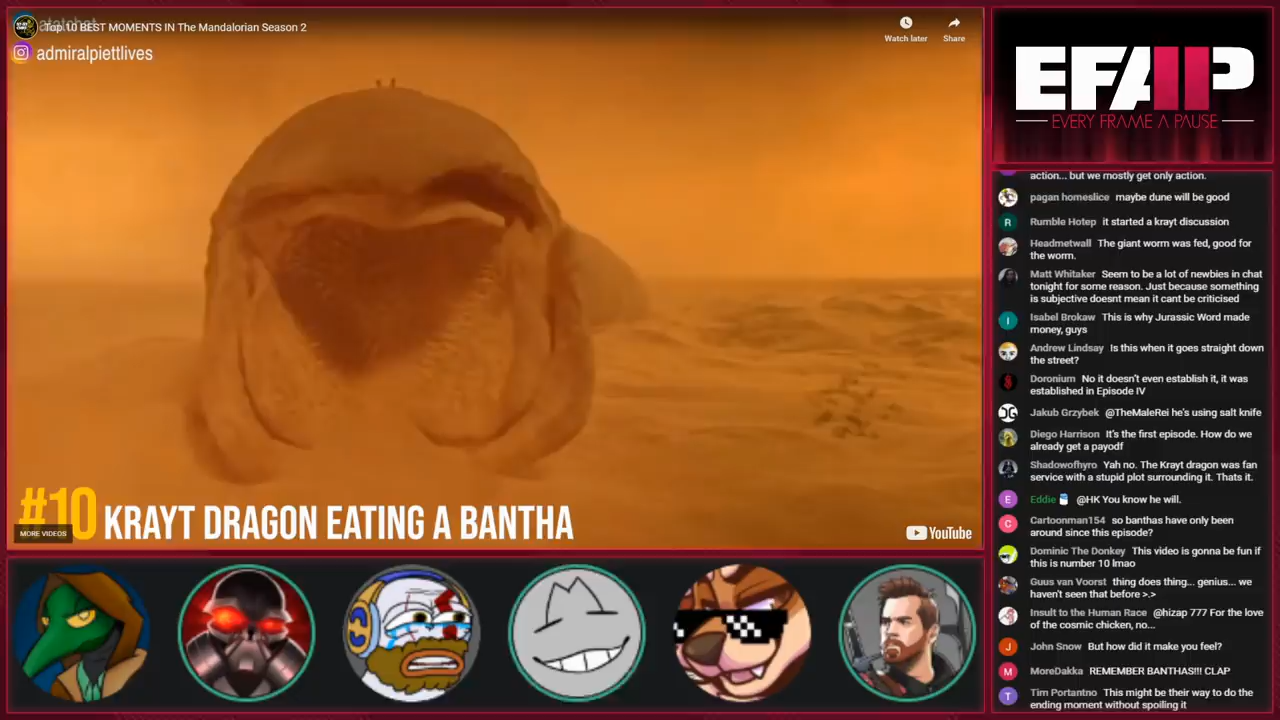 Top 10 BEST MOMENTS IN The Mandalorian Season 2
admiralpiettlives
Watch later
Share
#10 KRAYT DRAGON EATING A BANTHA
MORE VIDEOS
YouTube
EFAP
EVERY FRAME A PAUSE
action... but we mostly get only action.
pagan homeslice maybe dune will be good
Rumble Hotep it started a krayt discussion
Headmetwall The giant worm was fed, good for
the worm.
Matt Whitaker Seem to be a lot of newbies in chat
tonight for some reason. Just because something
is subjective doesnt mean it cant be criticised
Isabel Brokaw This is why Jurassic Word made
money, guys
Andrew Lindsay Is this when it goes straight down
the street?
Doronium No it doesn't even establish it, it was
established in Episode IV
Jakub Grzybek @TheMaleRei he's using salt knife
Diego Harrison It's the first episode. How do we
already get a payodf
Shadowofhyro Yah no. The Krayt dragon was fan
service with a stupid plot surrounding it. Thats it.
Eddie @HK You know he will.
Cartoonman154 so banthas have only been
around since this episode?
Dominic The Donkey This video is gonna be fun if
this is number 10 lmao
Guus van Voorst thing does thing... genius... we
haven't seen that before >.>
Insult to the Human Race @hizap 777 For the love
of the cosmic chicken, no...
John Snow But how did it make you feel?
MoreDakka REMEMBER BANTHAS!!! CLAP
Tim Portantno This might be their way to do the
ending moment without spoiling it